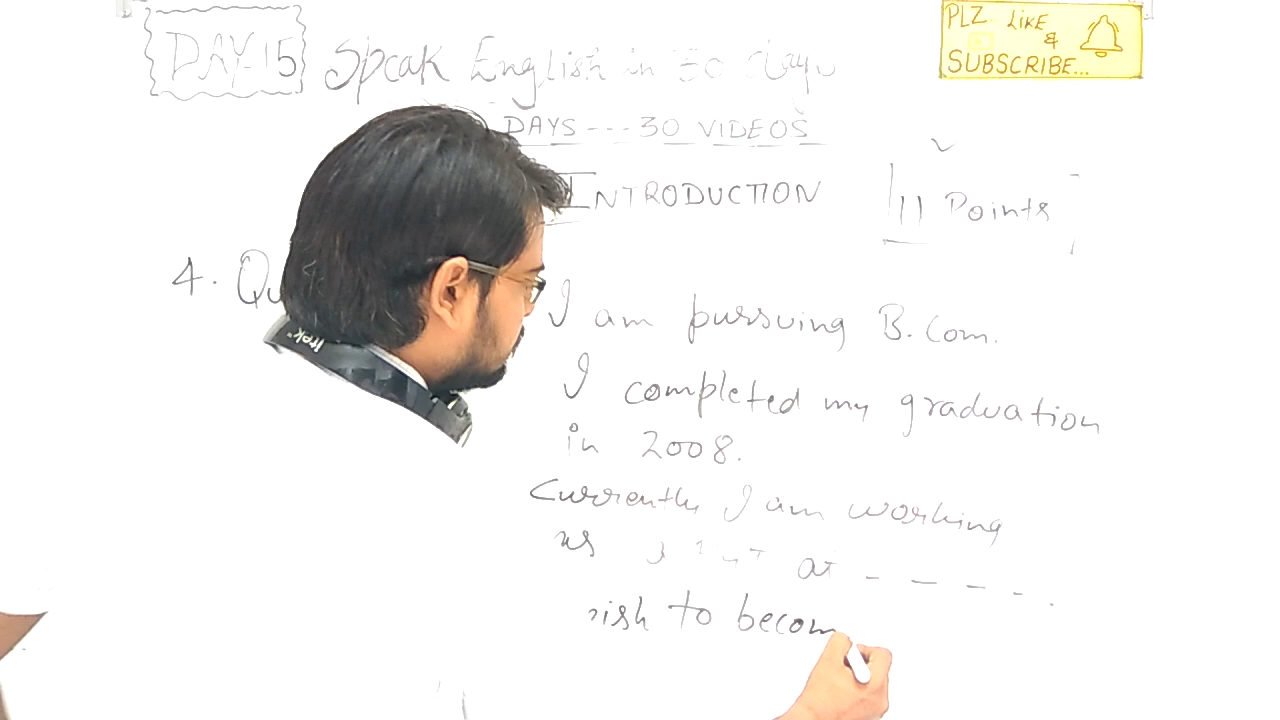 DAY-15 Speak English in 30 days
PLZ LIKE
&
SUBSCRIBE...
DAYS --- 30 VIDEOS
INTRODUCTION
11 Points
4. Qu
I am pursuing B.Com.
I completed my graduation
in 2008.
Currently I am working
as at - - - - .
ish to becom
trek